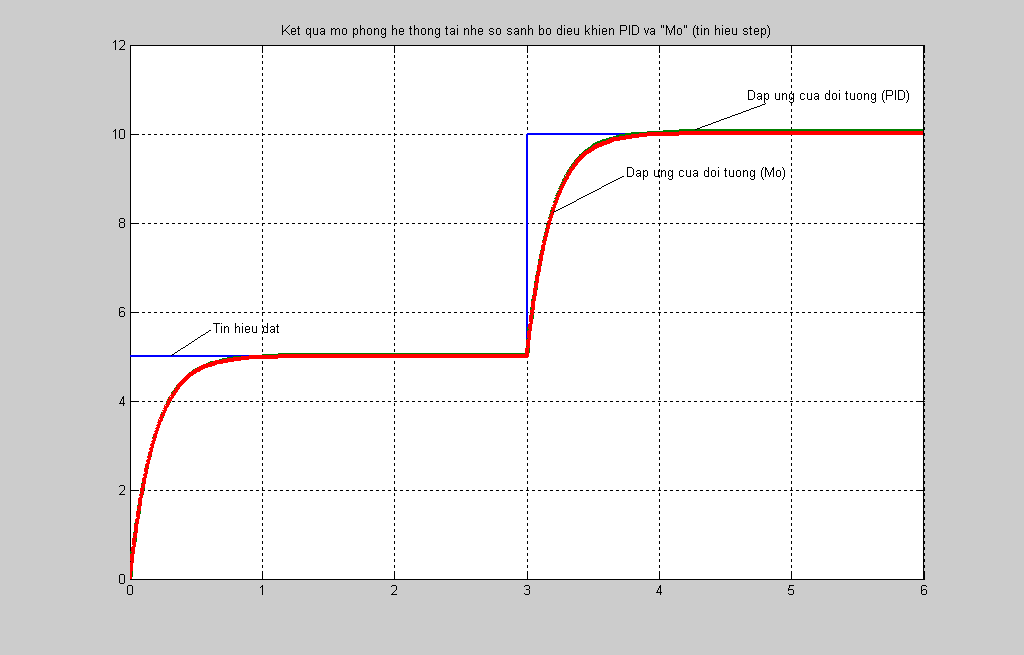 Ket qua mo phong he thong tai nhe so sanh bo dieu khien PID va "Mo" (tin hieu step)
12
Dap ung cua doi tuong (PID)
10
Dap ung cua doi tuong (Mo)
8
6
Tin hieu dat
4
2
0
0 1 2 3 4 5 6